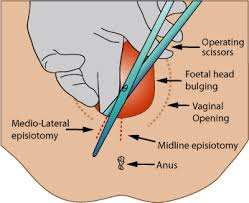 Operating
scissors
Foetal head
bulging
Vaginal
Opening
Medio-Lateral
episiotomy
Midline episiotomy
Anus